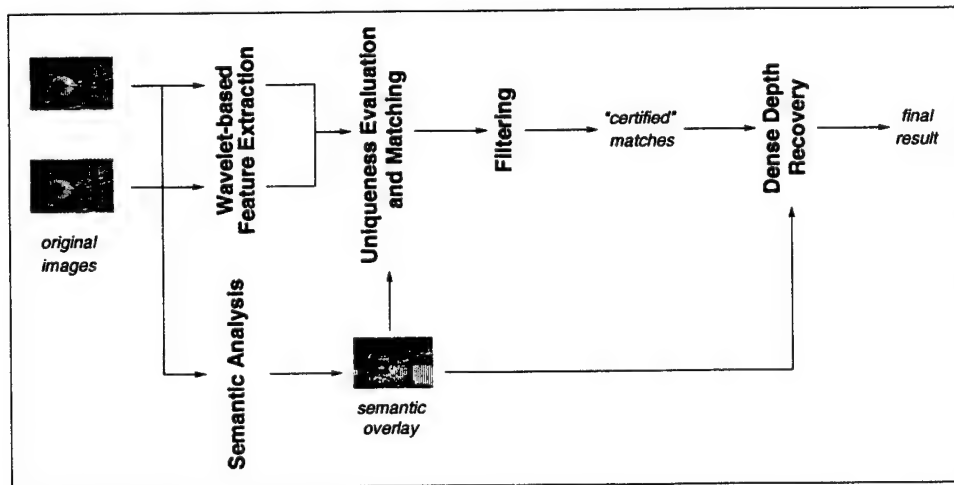 original
images
Wavelet-based
Feature Extraction
Semantic Analysis
semantic
overlay
Uniqueness Evaluation
and Matching
Filtering
"certified"
matches
Dense Depth
Recovery
final
result